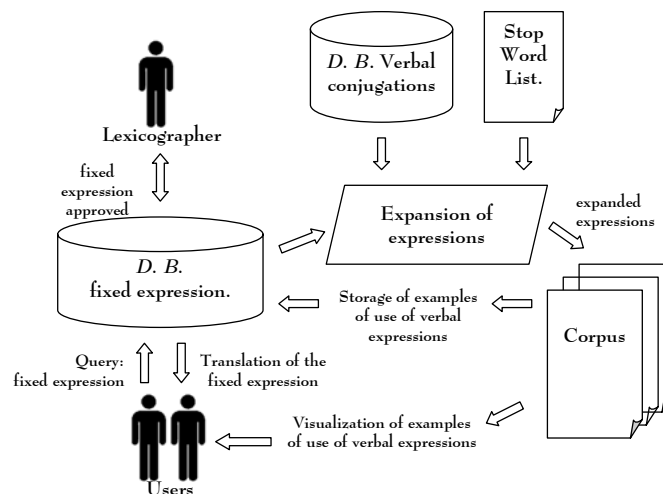 Stop
Word
List.
D. B. Verbal
conjugations
Lexicographer
fixed
expression
approved
Expansion of
expressions
expanded
expressions
D. B.
fixed expression.
Storage of examples
of use of verbal
expressions
Corpus
Query:
fixed expression
Translation of the
fixed expression
Visualization of examples
of use of verbal expressions
Users